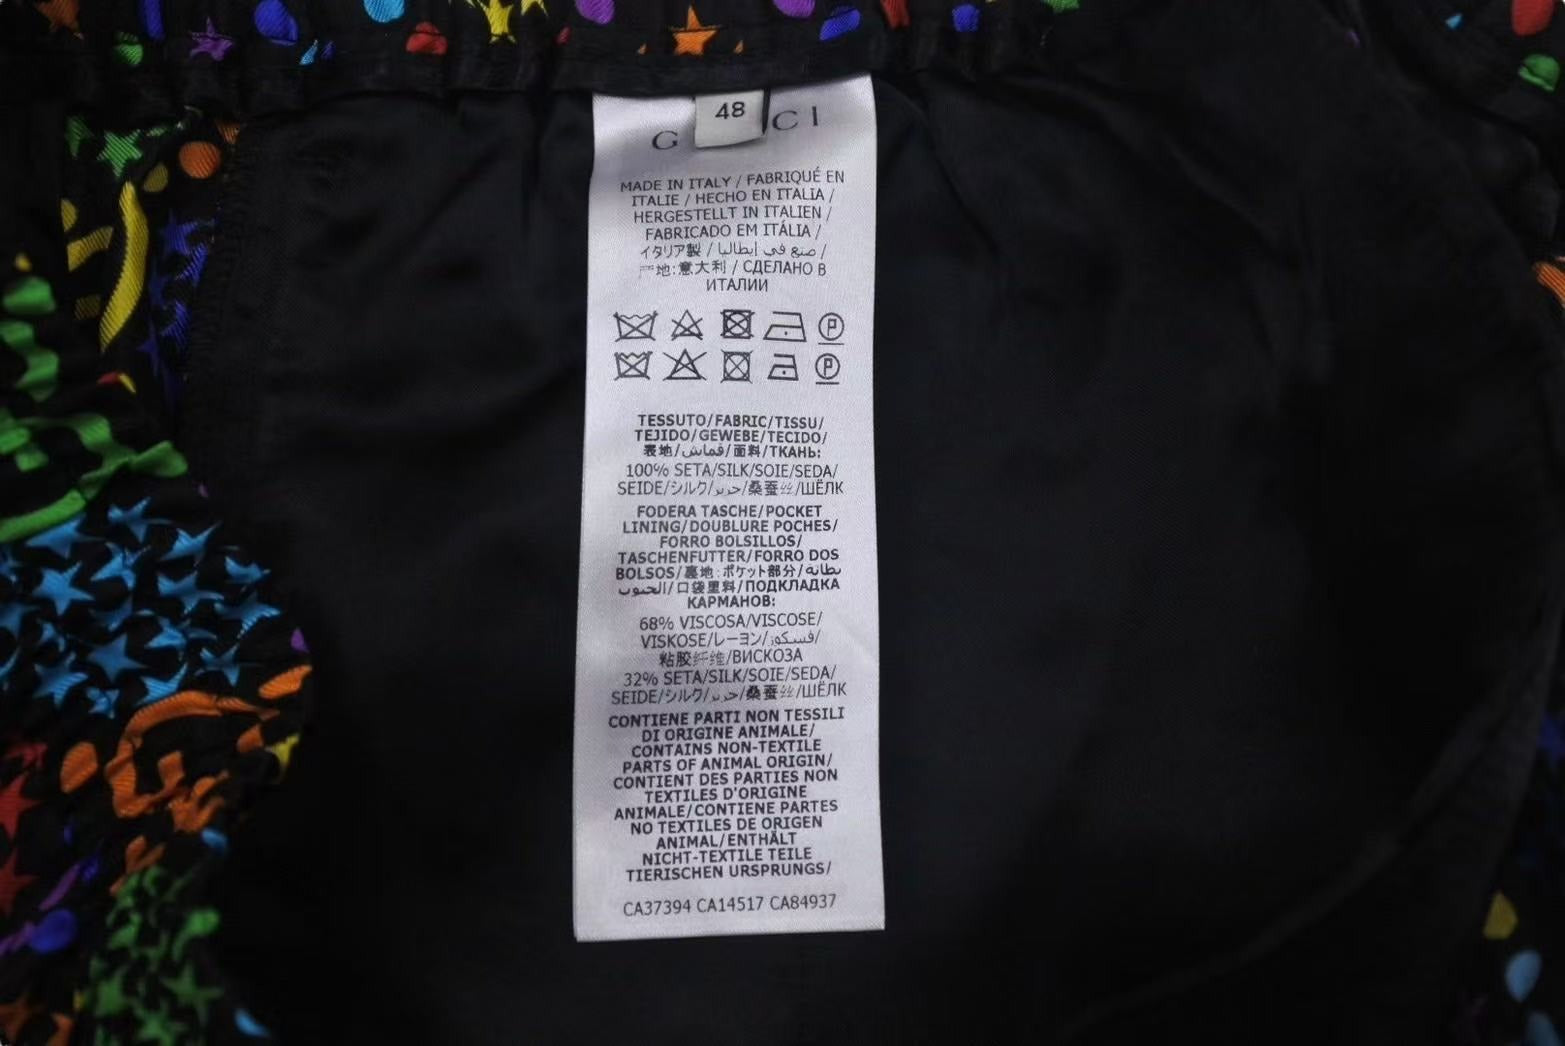 48
G CI
MADE IN ITALY / FABRIQUÉ EN
ITALIE / HECHO EN ITALIA /
HERGESTELLT IN ITALIEN /
FABRICADO EM ITÁLIA /
イタリア製 / صنع في إيطاليا /
产地:意大利 / СДЕЛАНО В
ИТАЛИИ
P
P
TESSUTO/FABRIC/TISSU/
TEJIDO/GEWEBE/TECIDO/
表地/قماش/面料/ТКАНЬ:
100% SETA/SILK/SOIE/SEDA/
SEIDE/シルク/حرير/桑蚕丝/ШЁЛК
FODERA TASCHE/POCKET
LINING/DOUBLURE POCHES/
FORRO BOLSILLOS/
TASCHENFUTTER/FORRO DOS
BOLSOS/裏地:ポケット部分/بطانة
الجيوب/口袋里料/ПОДКЛАДКА
КАРМАНОВ:
68% VISCOSA/VISCOSE/
VISKOSE/レーヨン/فسكوز/
粘胶纤维/ВИСКОЗА
32% SETA/SILK/SOIE/SEDA/
SEIDE/シルク/حرير/桑蚕丝/ШЁЛК
CONTIENE PARTI NON TESSILI
DI ORIGINE ANIMALE/
CONTAINS NON-TEXTILE
PARTS OF ANIMAL ORIGIN/
CONTIENT DES PARTIES NON
TEXTILES D'ORIGINE
ANIMALE/CONTIENE PARTES
NO TEXTILES DE ORIGEN
ANIMAL/ENTHÄLT
NICHT-TEXTILE TEILE
TIERISCHEN URSPRUNGS/
CA37394 CA14517 CA84937